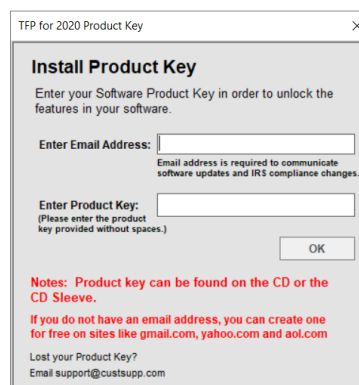 TFP for 2020 Product Key
Install Product Key
Enter your Software Product Key in order to unlock the
features in your software.
Enter Email Address:
Email address is required to communicate
software updates and IRS compliance changes.
Enter Product Key:
(Please enter the product
key provided without spaces.)
OK
Notes: Product key can be found on the CD or the
CD Sleeve.
If you do not have an email address, you can create one
for free on sites like gmail.com, yahoo.com and aol.com
Lost your Product Key?
Email support@custsupp.com